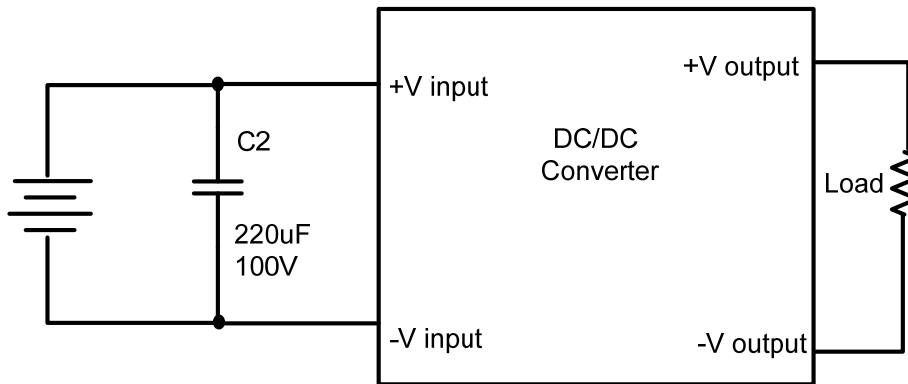 +V input
+V output
C2
DC/DC
Converter
Load
220uF
100V
-V input
-V output